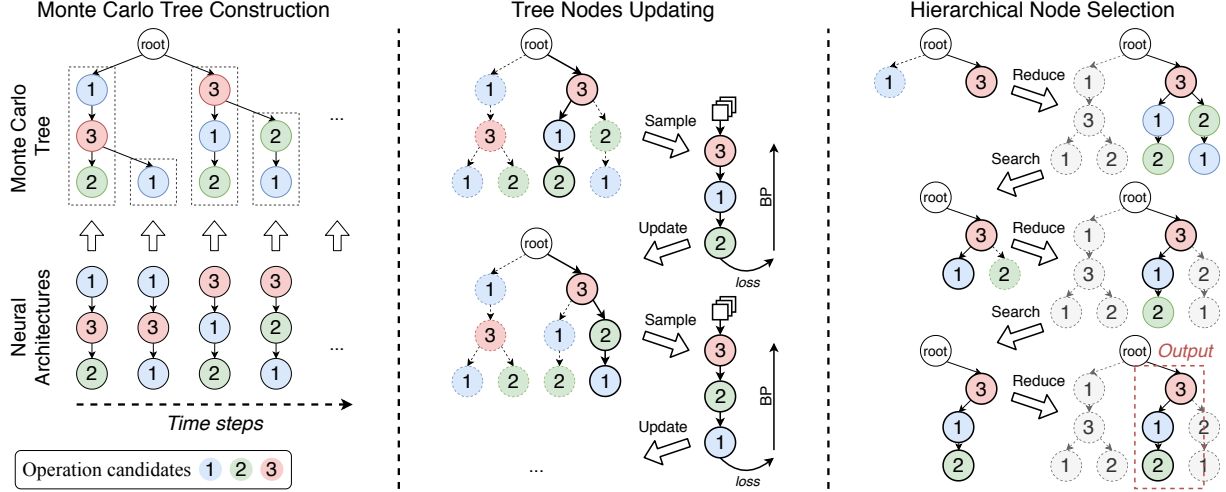 Monte Carlo Tree Construction
root
1 3
3 1 2
2 1 2 1
...
Monte Carlo
Tree
1 1 3 3
3 3 1 2
2 1 2 1
...
Neural
Architectures
Time steps
Operation candidates 1 2 3
Tree Nodes Updating
root
1 3
3 1 2
1 2 2 1
Sample
3
1
2
BP
loss
Update
root
1 3
3 1 2
1 2 2 1
Sample
3
2
1
BP
loss
Update
...
Hierarchical Node Selection
root
1 3
Reduce
root
1 3
3 1 2
1 2 2 1
Search
root
3
1 2
Reduce
root
1 3
3 1 2
1 2 2 1
Search
root
3
1
2
Reduce
root
Output
1 3
3 1 2
1 2 2 1